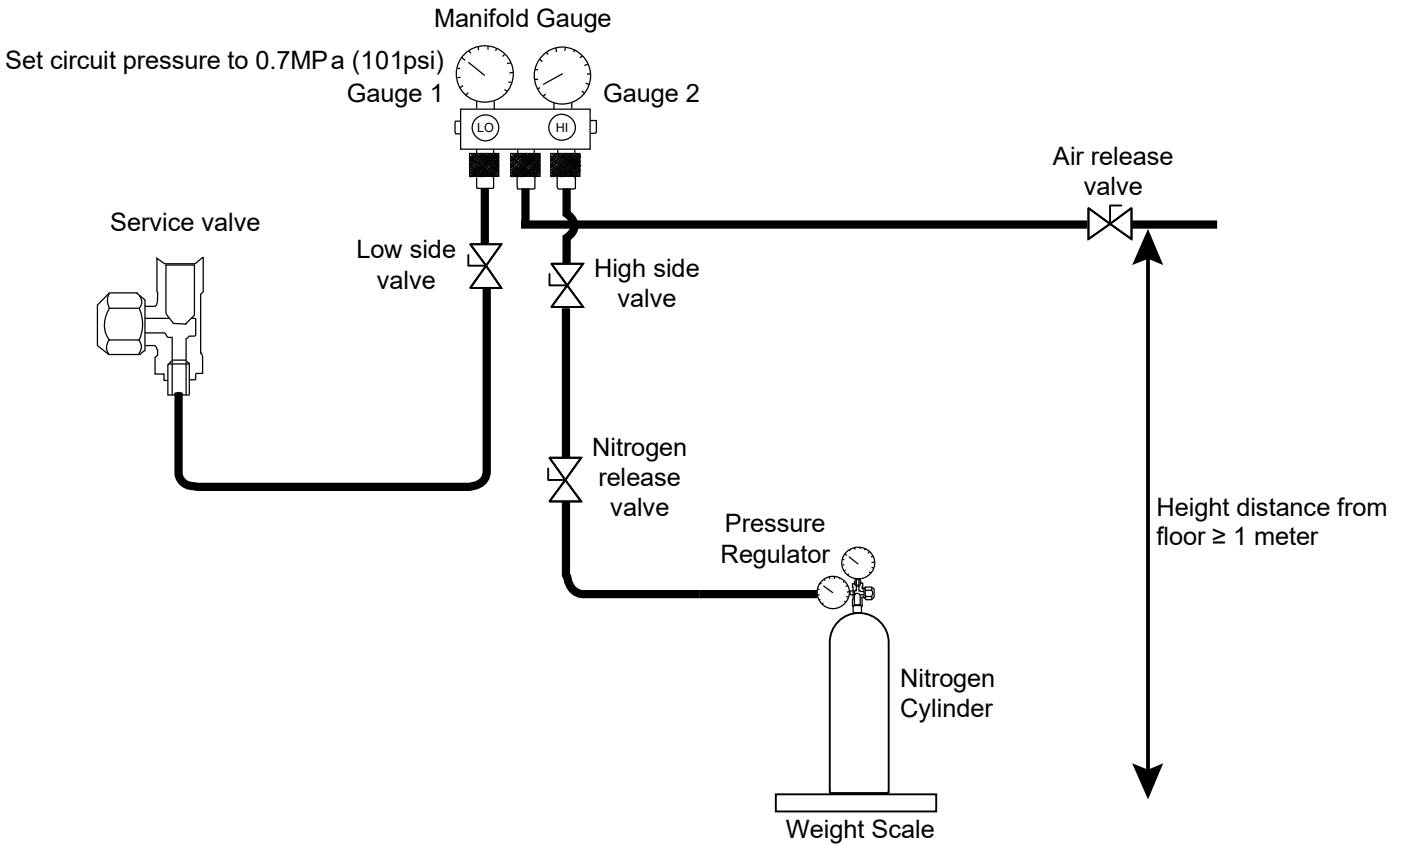 Manifold Gauge
Set circuit pressure to 0.7MPa (101psi)
Gauge 1
Gauge 2
LO
HI
Air release
valve
Service valve
Low side
valve
High side
valve
Nitrogen
release
valve
Pressure
Regulator
Height distance from
floor ≥ 1 meter
Nitrogen
Cylinder
Weight Scale